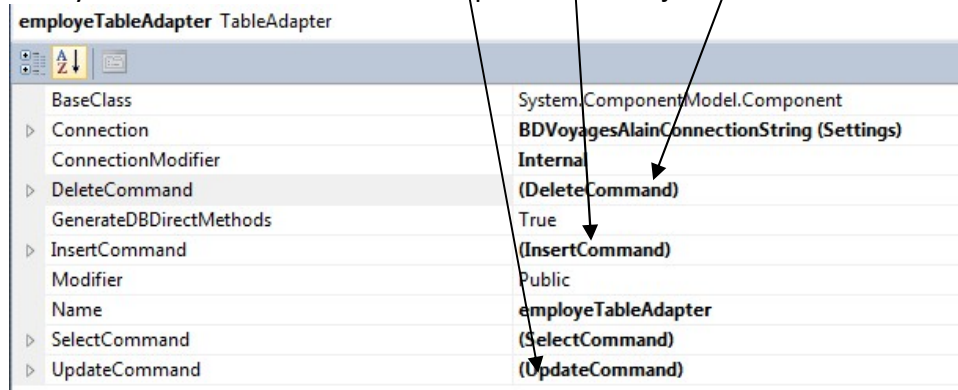 employeTableAdapter TableAdapter
BaseClass System.ComponentModel.Component
Connection BDVoyagesAlainConnectionString (Settings)
ConnectionModifier Internal
DeleteCommand (DeleteCommand)
GenerateDBDirectMethods True
InsertCommand (InsertCommand)
Modifier Public
Name employeTableAdapter
SelectCommand (SelectCommand)
UpdateCommand (UpdateCommand)